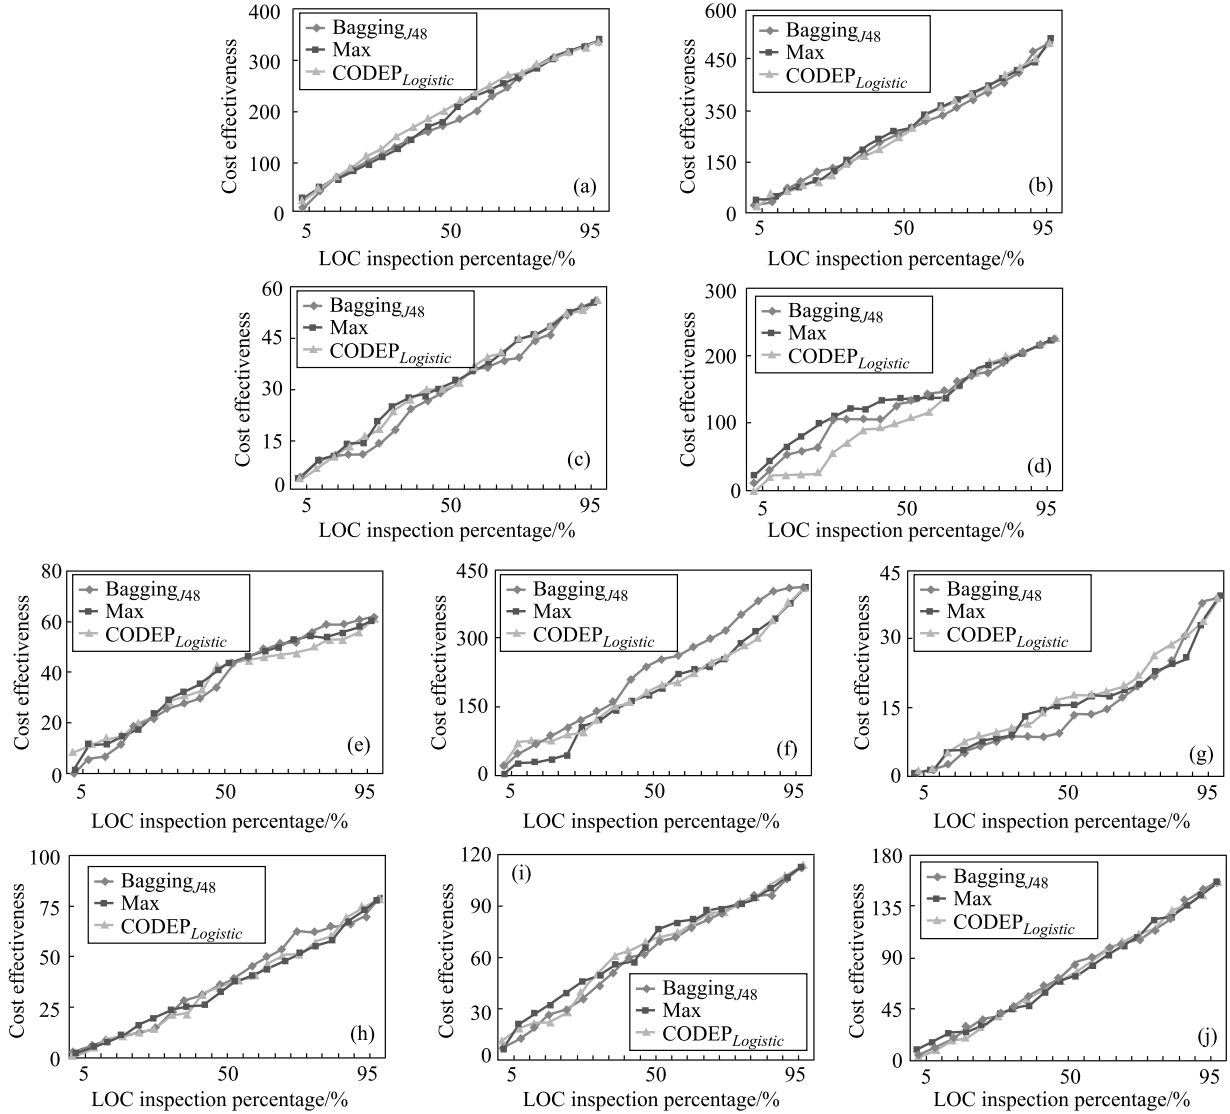 400
300
200
100
0
Cost effectiveness
Bagging_J48
Max
CODEP_Logistic
(a)
5 50 95
LOC inspection percentage/%
600
450
350
150
0
Cost effectiveness
Bagging_J48
Max
CODEP_Logistic
(b)
5 50 95
LOC inspection percentage/%
60
45
30
15
0
Cost effectiveness
Bagging_J48
Max
CODEP_Logistic
(c)
5 50 95
LOC inspection percentage/%
300
200
100
0
Cost effectiveness
Bagging_J48
Max
CODEP_Logistic
(d)
5 50 95
LOC inspection percentage/%
80
60
40
20
0
Cost effectiveness
Bagging_J48
Max
CODEP_Logistic
(e)
5 50 95
LOC inspection percentage/%
450
300
150
0
Cost effectiveness
Bagging_J48
Max
CODEP_Logistic
(f)
5 50 95
LOC inspection percentage/%
45
30
15
0
Cost effectiveness
Bagging_J48
Max
CODEP_Logistic
(g)
5 50 95
LOC inspection percentage/%
100
75
50
25
0
Cost effectiveness
Bagging_J48
Max
CODEP_Logistic
(h)
5 50 95
LOC inspection percentage/%
120
90
60
30
0
Cost effectiveness
(i)
Bagging_J48
Max
CODEP_Logistic
5 50 95
LOC inspection percentage/%
180
135
90
45
0
Cost effectiveness
Bagging_J48
Max
CODEP_Logistic
(j)
5 50 95
LOC inspection percentage/%